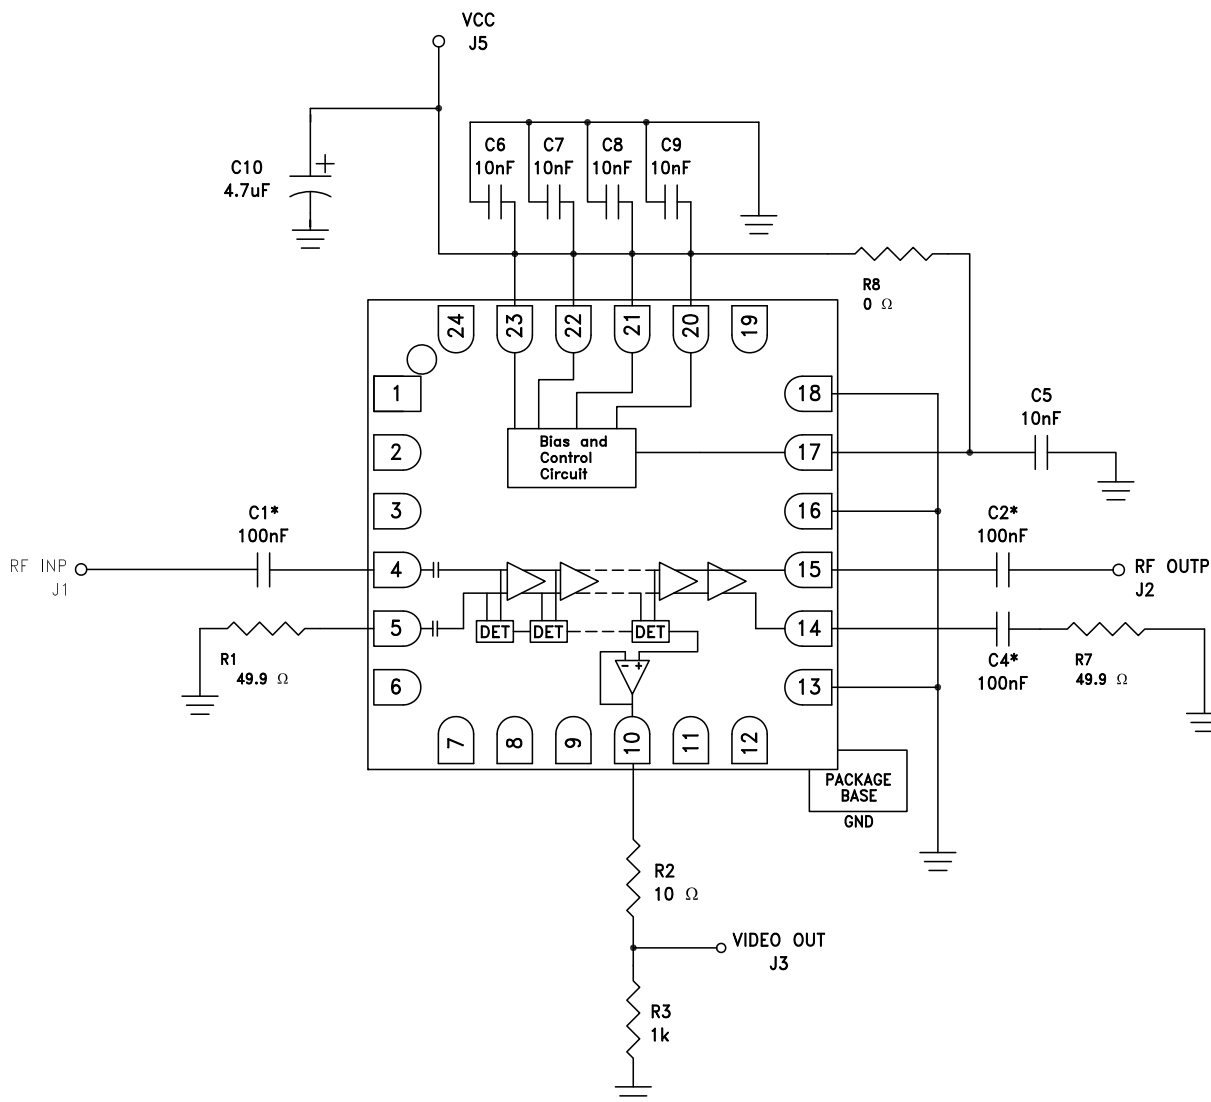 VCC
J5
C10
4.7uF
+
C6
10nF
C7
10nF
C8
10nF
C9
10nF
R8
0 Ω
24
23
22
21
20
19
1
2
3
4
5
6
18
17
16
15
14
13
7
8
9
10
11
12
Bias and
Control
Circuit
C5
10nF
C1*
100nF
RF INP
J1
R1
49.9 Ω
DET
DET
DET
- +
C2*
100nF
RF OUTP
J2
C4*
100nF
R7
49.9 Ω
PACKAGE
BASE
GND
R2
10 Ω
VIDEO OUT
J3
R3
1k